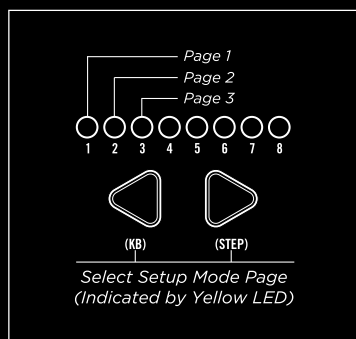 Page 1
Page 2
Page 3
1 2 3 4 5 6 7 8
(KB) (STEP)
Select Setup Mode Page
(Indicated by Yellow LED)